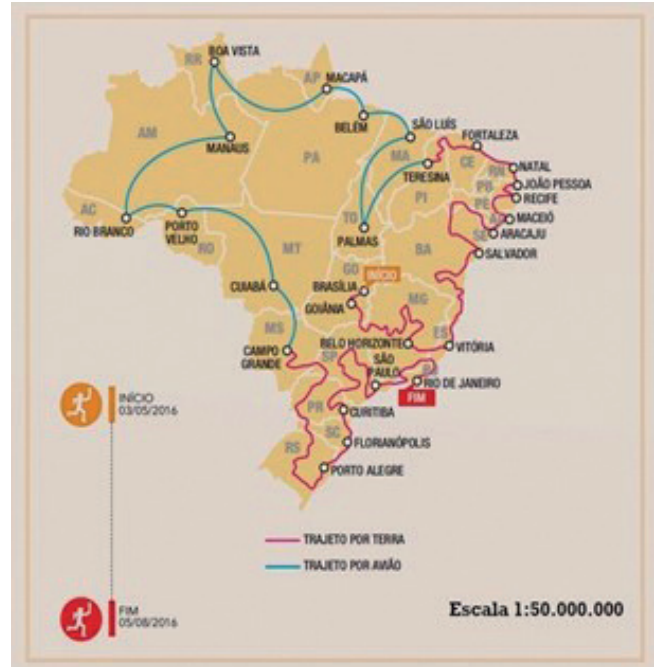 BOA VISTA
RR
AP
MACAPÁ
BELÉM
SÃO LUÍS
FORTALEZA
AM
MANAUS
PA
MA
TERESINA
CE
NATAL
RN
JOÃO PESSOA
PB
RECIFE
PE
PI
AC
RIO BRANCO
PORTO
VELHO
RO
TO
PALMAS
MACEIÓ
AL
ARACAJU
SE
SALVADOR
MT
BA
GO
BRASÍLIA
INÍCIO
CUIABÁ
GOIÂNIA
MG
MS
BELO HORIZONTE
ES
VITÓRIA
CAMPO
GRANDE
SP
SÃO
PAULO
RJ
RIO DE JANEIRO
FIM
PR
CURITIBA
SC
FLORIANÓPOLIS
RS
PORTO ALEGRE
INÍCIO
03/05/2016
TRAJETO POR TERRA
TRAJETO POR AVIÃO
FIM
05/08/2016
Escala 1:50.000.000